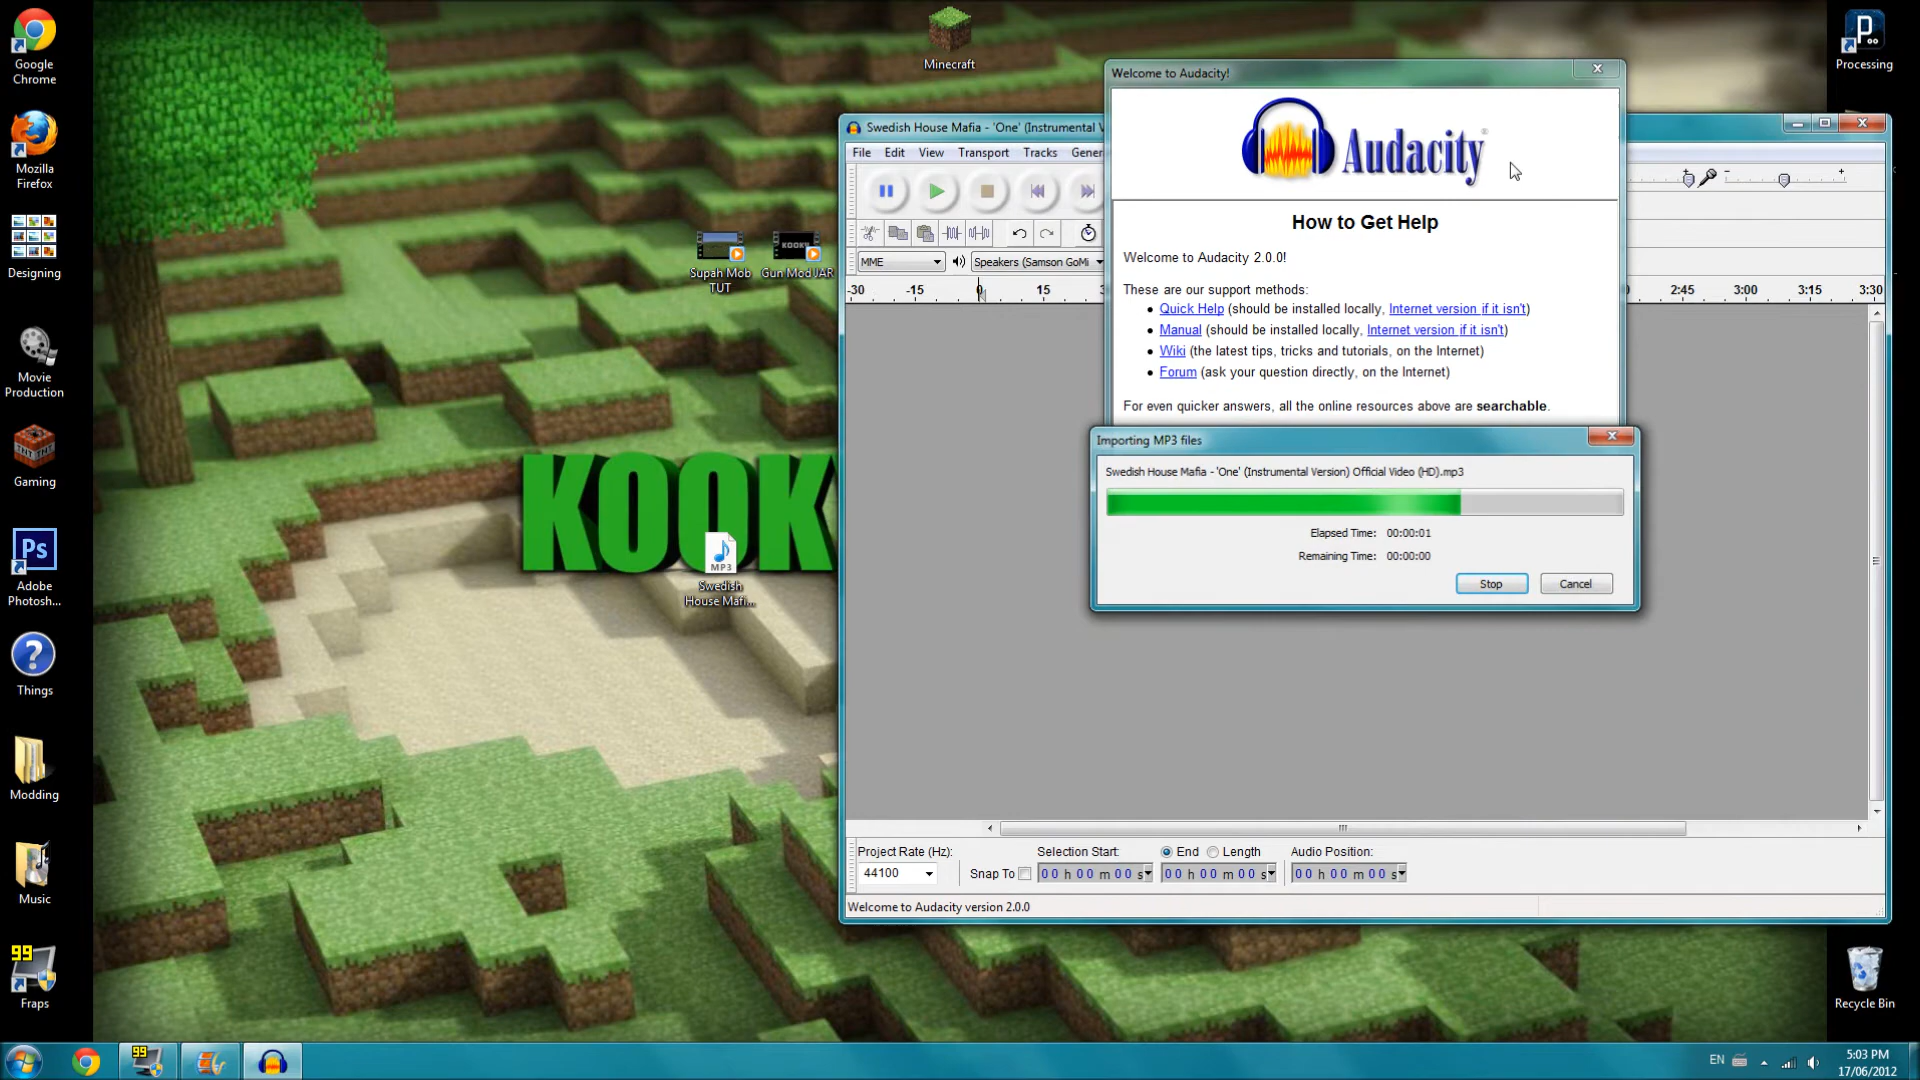 Google
Chrome
Mozilla
Firefox
Designing
Movie
Production
Gaming
Ps
Adobe
Photosh...
Things
Modding
Music
99
Fraps
Minecraft
Supah Mob
TUT
KOOKY
Gun ModJAR
KOOK
MP3
Swedish
House Mafi...
P
Processing
Recycle Bin
Welcome to Audacity!
Audacity®
How to Get Help
Welcome to Audacity 2.0.0!
These are our support methods:
Quick Help (should be installed locally, Internet version if it isn't)
Manual (should be installed locally, Internet version if it isn't)
Wiki (the latest tips, tricks and tutorials, on the Internet)
Forum (ask your question directly, on the Internet)
For even quicker answers, all the online resources above are searchable.
Swedish House Mafia - 'One' (Instrumental V
File Edit View Transport Tracks Gener
MME Speakers (Samson GoMi
-30 -15 0 15 2:45 3:00 3:15 3:30
Importing MP3 files
Swedish House Mafia - 'One' (Instrumental Version) Official Video (HD).mp3
Elapsed Time: 00:00:01
Remaining Time: 00:00:00
Stop Cancel
Project Rate (Hz): Selection Start: End Length Audio Position:
44100 Snap To 00 h 00 m 00 s 00 h 00 m 00 s 00 h 00 m 00 s
Welcome to Audacity version 2.0.0
99
EN
5:03 PM
17/06/2012